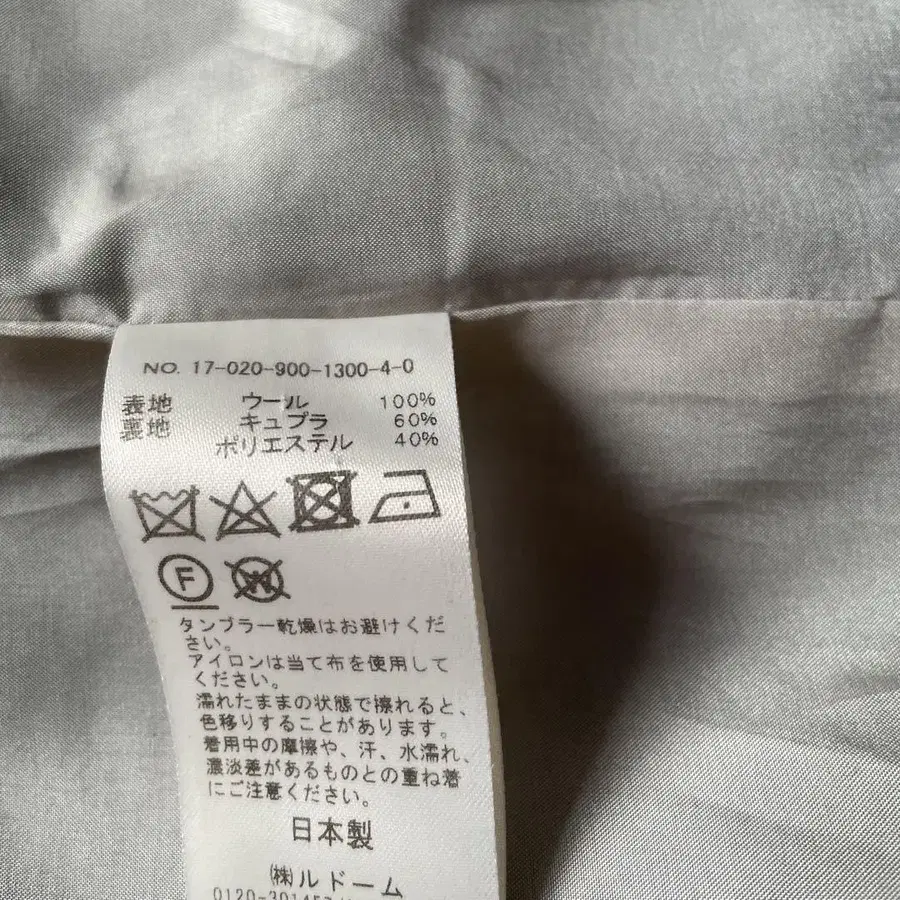 NO. 17-020-900-1300-4-0
表地 ウール 100%
裏地 キュプラ 60%
ポリエステル 40%
F
W
タンブラー乾燥はお避けくだ
さい。
アイロンは当て布を使用して
ください。
濡れたままの状態で擦れると、
色移りすることがあります。
着用中の摩擦や、汗、水濡れ、
濃淡差があるものとの重ね着
にご注意ください。
日本製
㈱ルドーム